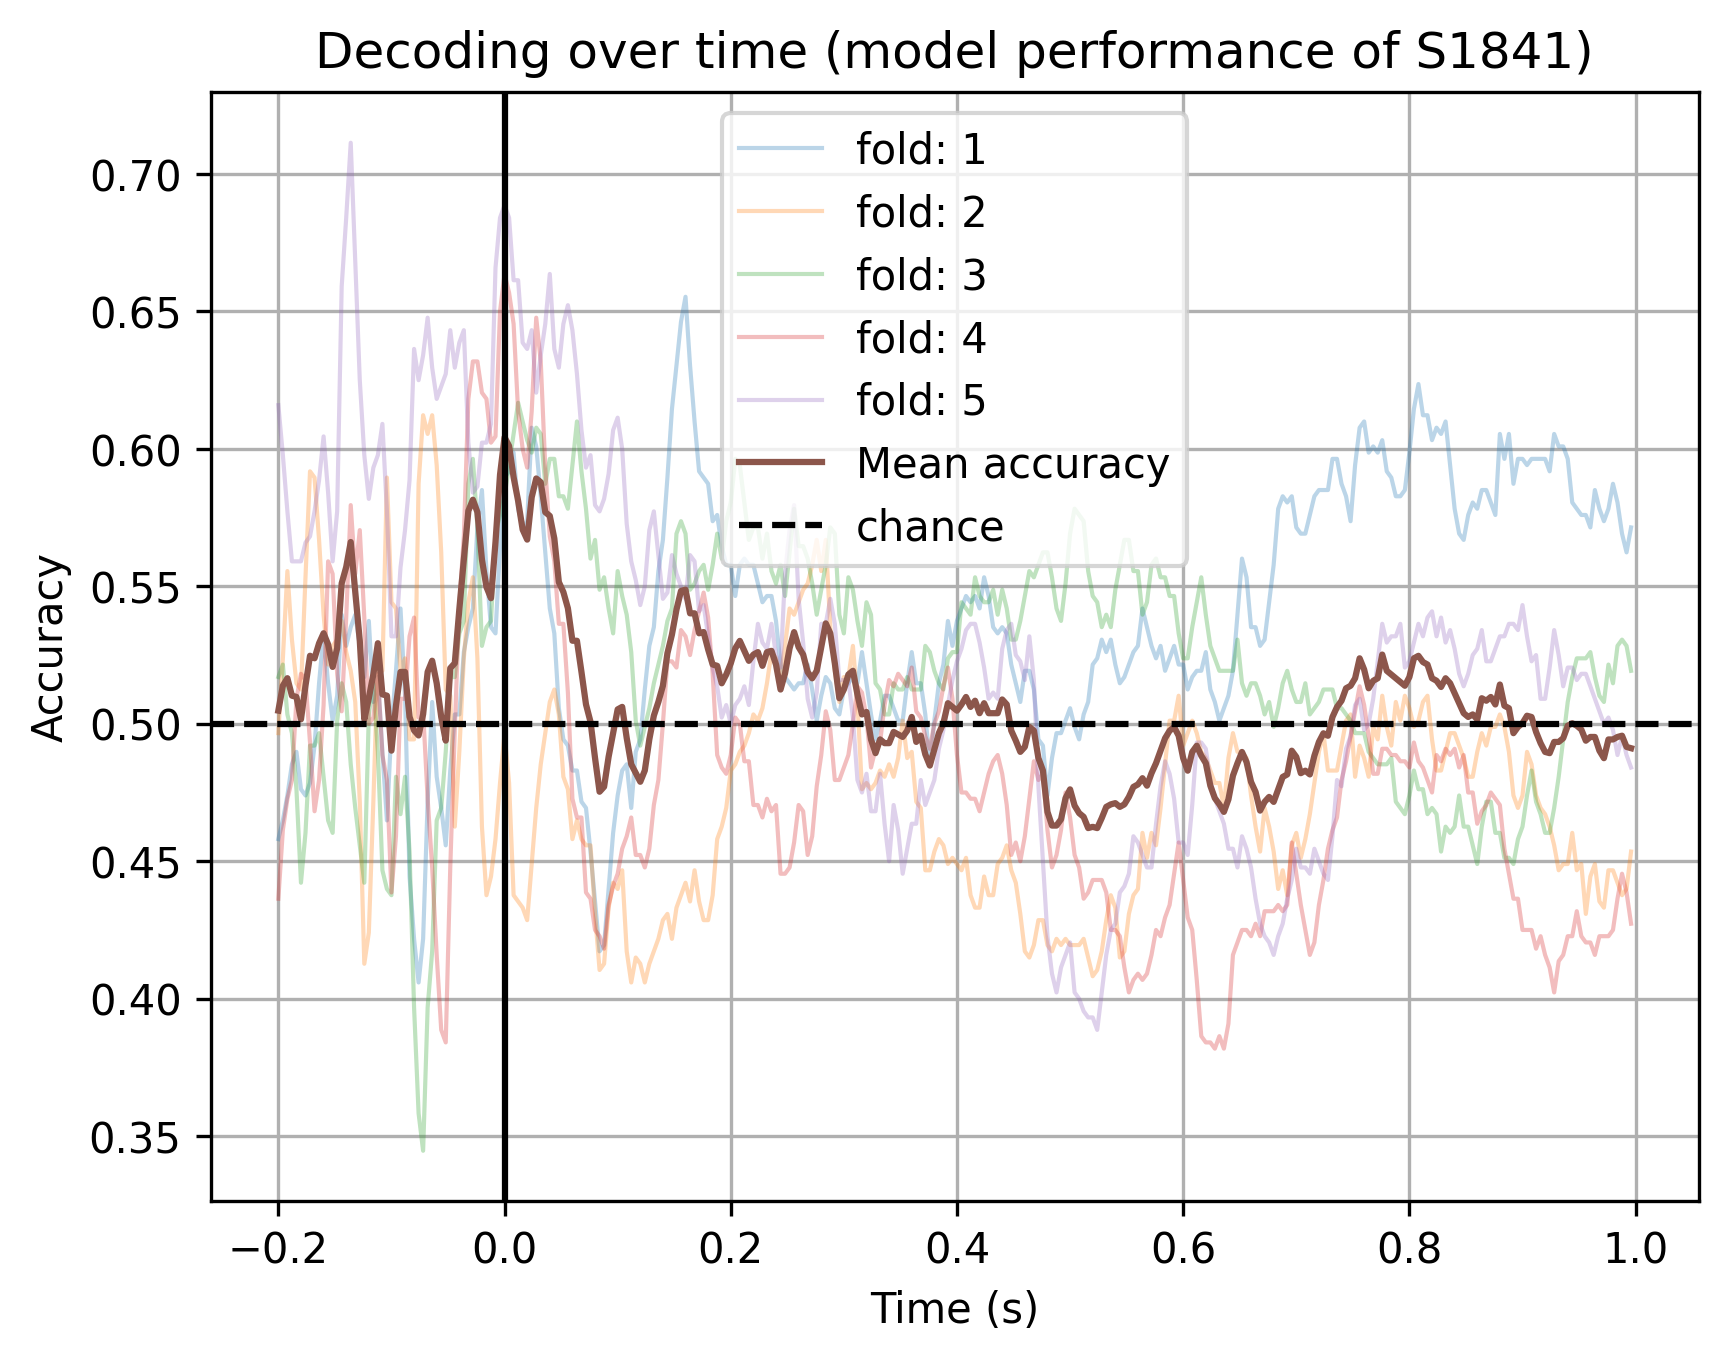 Decoding over time (model performance of S1841)
fold: 1
fold: 2
fold: 3
fold: 4
fold: 5
Mean accuracy
chance
Accuracy
0.70
0.65
0.60
0.55
0.50
0.45
0.40
0.35
−0.2 0.0 0.2 0.4 0.6 0.8 1.0
Time (s)